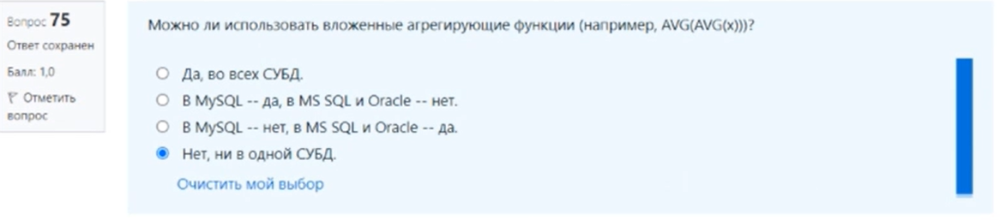 Вопрос 75
Ответ сохранен
Балл: 1,0
Отметить
вопрос
Можно ли использовать вложенные агрегирующие функции (например, AVG(AVG(x)))?
Да, во всех СУБД.
В MySQL -- да, в MS SQL и Oracle -- нет.
В MySQL -- нет, в MS SQL и Oracle -- да.
Нет, ни в одной СУБД.
Очистить мой выбор